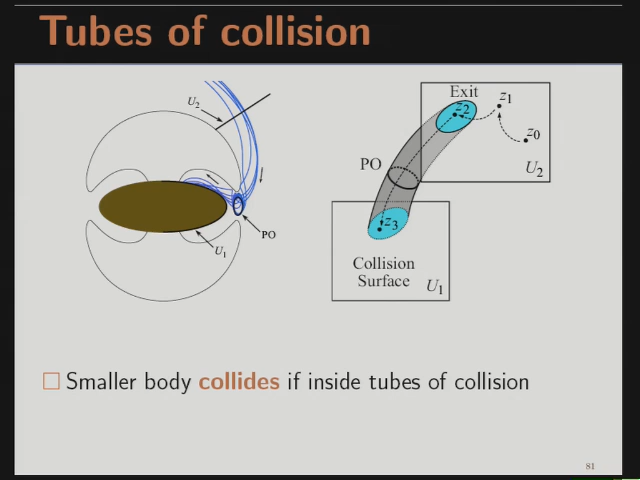 Tubes of collision
U2
PO
U1
Exit
z2
z1
z0
PO
U2
z3
Collision
Surface
U1
Smaller body collides if inside tubes of collision
81